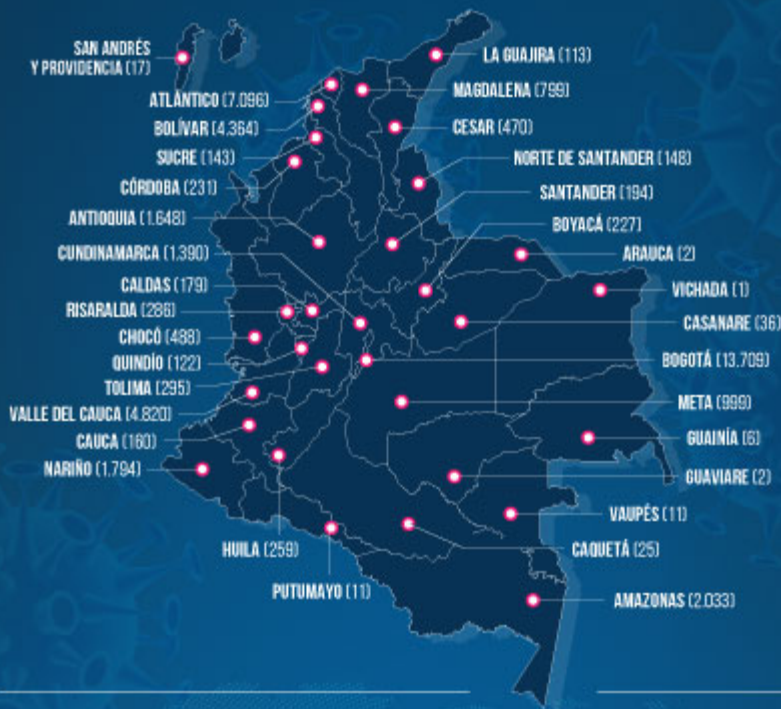 SAN ANDRÉS
Y PROVIDENCIA (17)
ATLÁNTICO (7.096)
BOLÍVAR (4.364)
SUCRE (143)
CÓRDOBA (231)
ANTIOQUIA (1.648)
CUNDINAMARCA (1.390)
CALDAS (179)
RISARALDA (286)
CHOCÓ (488)
QUINDÍO (122)
TOLIMA (295)
VALLE DEL CAUCA (4.820)
CAUCA (160)
NARIÑO (1.794)
HUILA (259)
PUTUMAYO (11)
LA GUAJIRA (113)
MAGDALENA (799)
CESAR (470)
NORTE DE SANTANDER (148)
SANTANDER (194)
BOYACÁ (227)
ARAUCA (2)
VICHADA (1)
CASANARE (36)
BOGOTÁ (13.709)
META (999)
GUAINÍA (6)
GUAVIARE (2)
VAUPÉS (11)
CAQUETÁ (25)
AMAZONAS (2.033)